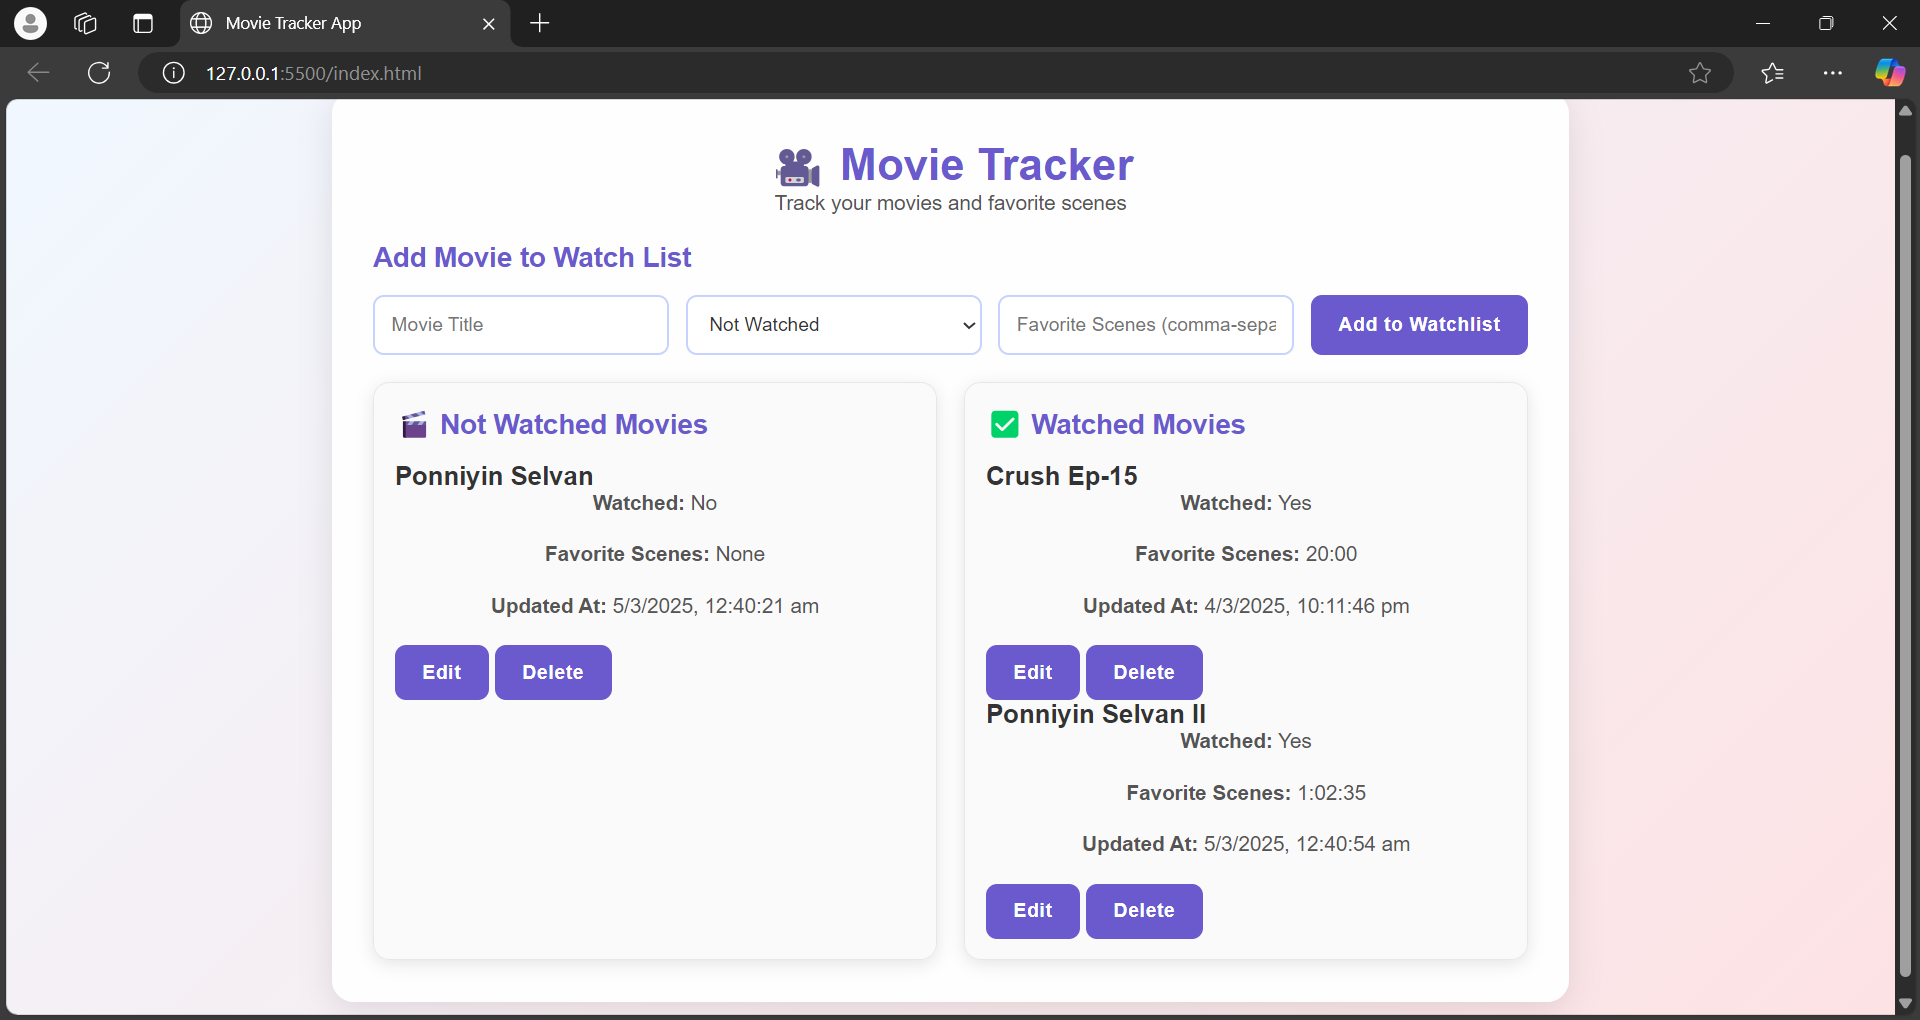 Movie Tracker App
127.0.0.1:5500/index.html
Movie Tracker
Track your movies and favorite scenes
Add Movie to Watch List
Movie Title
Not Watched
Favorite Scenes (comma-sepa
Add to Watchlist
Not Watched Movies
Ponniyin Selvan
Watched: No
Favorite Scenes: None
Updated At: 5/3/2025, 12:40:21 am
Edit
Delete
Watched Movies
Crush Ep-15
Watched: Yes
Favorite Scenes: 20:00
Updated At: 4/3/2025, 10:11:46 pm
Edit
Delete
Ponniyin Selvan II
Watched: Yes
Favorite Scenes: 1:02:35
Updated At: 5/3/2025, 12:40:54 am
Edit
Delete